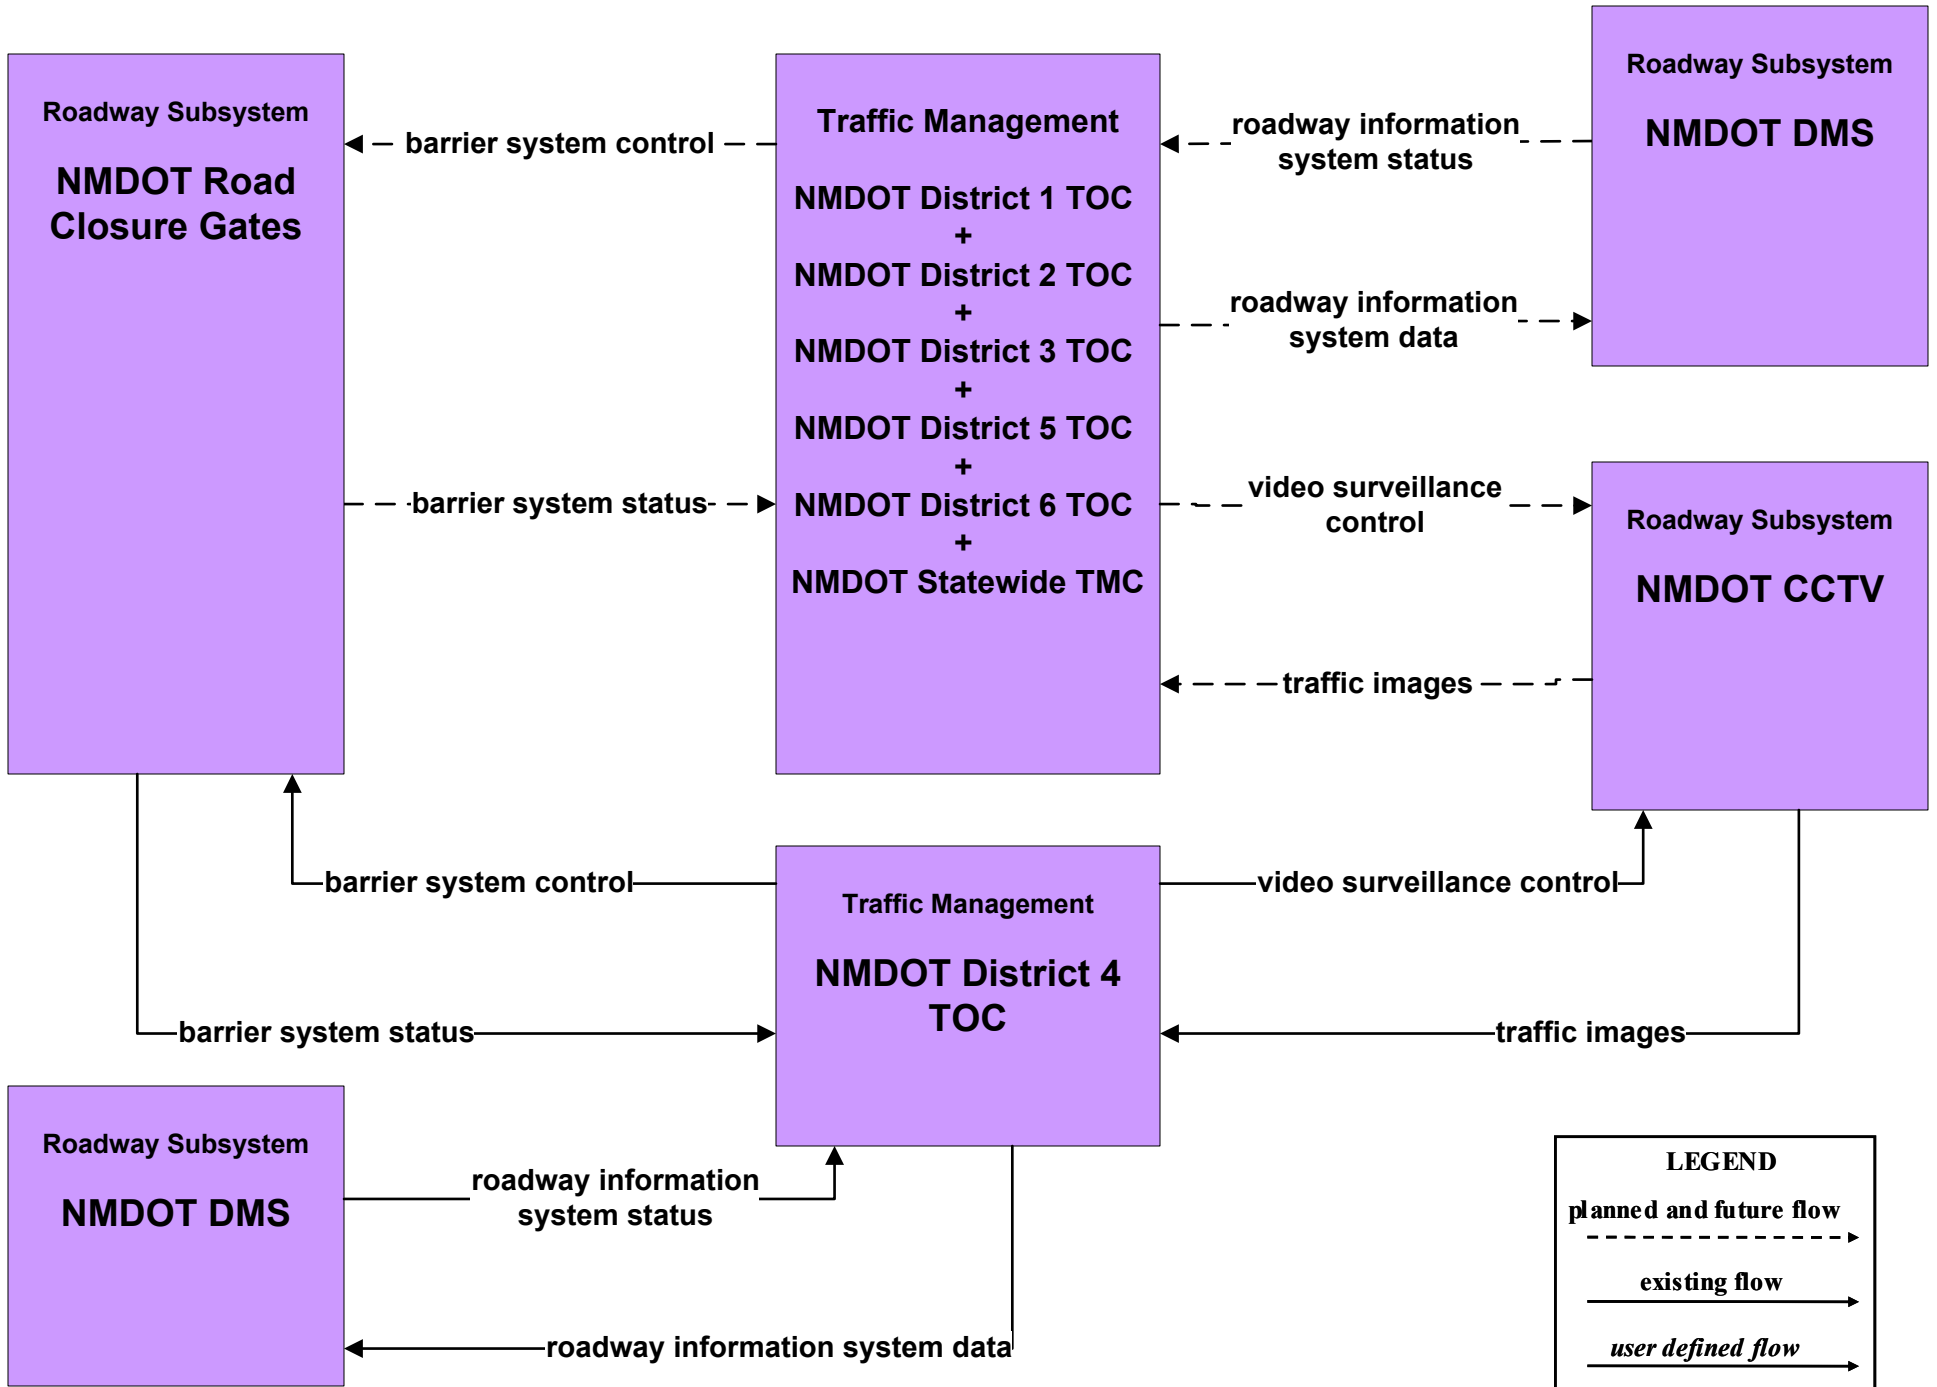 Roadway Subsystem
NMDOT Road
Closure Gates
barrier system control
barrier system status
Traffic Management
NMDOT District 1 TOC
+
NMDOT District 2 TOC
+
NMDOT District 3 TOC
+
NMDOT District 5 TOC
+
NMDOT District 6 TOC
+
NMDOT Statewide TMC
roadway information
system status
roadway information
system data
Roadway Subsystem
NMDOT DMS
video surveillance
control
traffic images
Roadway Subsystem
NMDOT CCTV
barrier system control
barrier system status
Traffic Management
NMDOT District 4
TOC
video surveillance control
traffic images
Roadway Subsystem
NMDOT DMS
roadway information
system status
roadway information system data
LEGEND
planned and future flow
existing flow
user defined flow